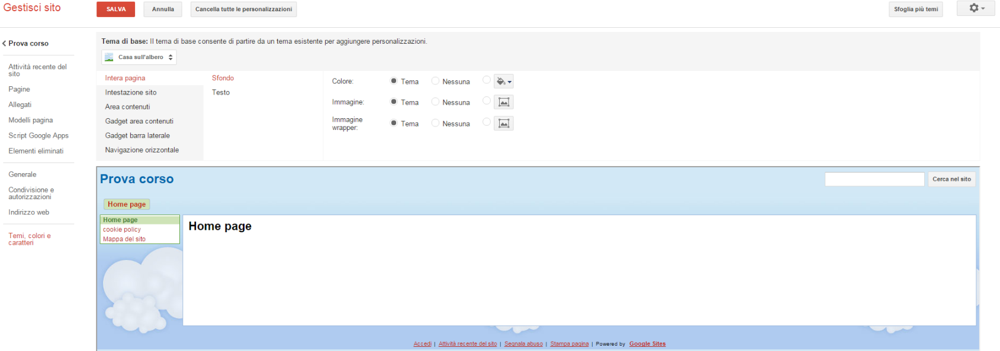 Gestisci sito
SALVA
Annulla
Cancella tutte le personalizzazioni
Sfoglia più temi
Prova corso
Attività recente del
sito
Pagine
Allegati
Modelli pagina
Script Google Apps
Elementi eliminati
Generale
Condivisione e
autorizzazioni
Indirizzo web
Temi, colori e
caratteri
Tema di base: Il tema di base consente di partire da un tema esistente per aggiungere personalizzazioni.
Casa sull'albero
Intera pagina
Intestazione sito
Area contenuti
Gadget area contenuti
Gadget barra laterale
Navigazione orizzontale
Sfondo
Testo
Colore: Tema Nessuna
Immagine: Tema Nessuna
Immagine
wrapper: Tema Nessuna
Prova corso
Cerca nel sito
Home page
Home page
cookie policy
Mappa del sito
Home page
Accedi | Attività recente del sito | Segnala abuso | Stampa pagina | Powered by Google Sites